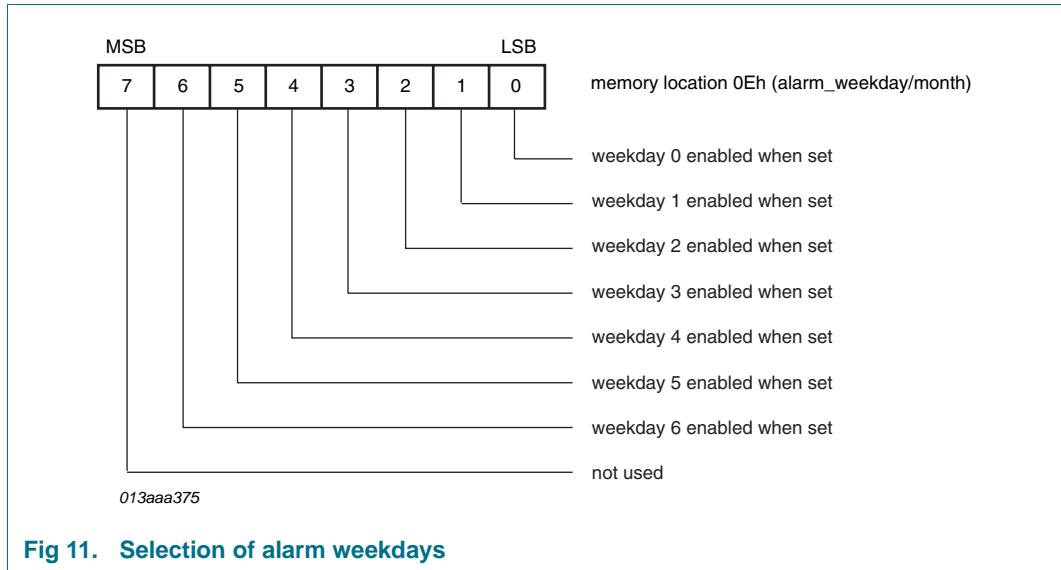 MSB LSB
7 6 5 4 3 2 1 0 memory location 0Eh (alarm_weekday/month)
weekday 0 enabled when set
weekday 1 enabled when set
weekday 2 enabled when set
weekday 3 enabled when set
weekday 4 enabled when set
weekday 5 enabled when set
weekday 6 enabled when set
not used
013aaa375
Fig 11. Selection of alarm weekdays